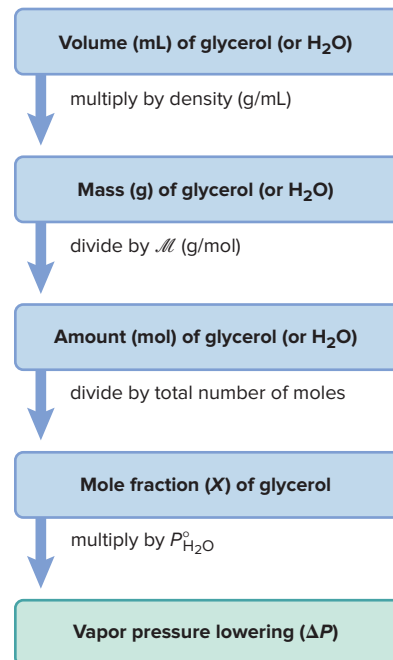 Volume (mL) of glycerol (or H₂O)
multiply by density (g/mL)
Mass (g) of glycerol (or H₂O)
divide by ℳ (g/mol)
Amount (mol) of glycerol (or H₂O)
divide by total number of moles
Mole fraction (X) of glycerol
multiply by P°H₂O
Vapor pressure lowering (ΔP)